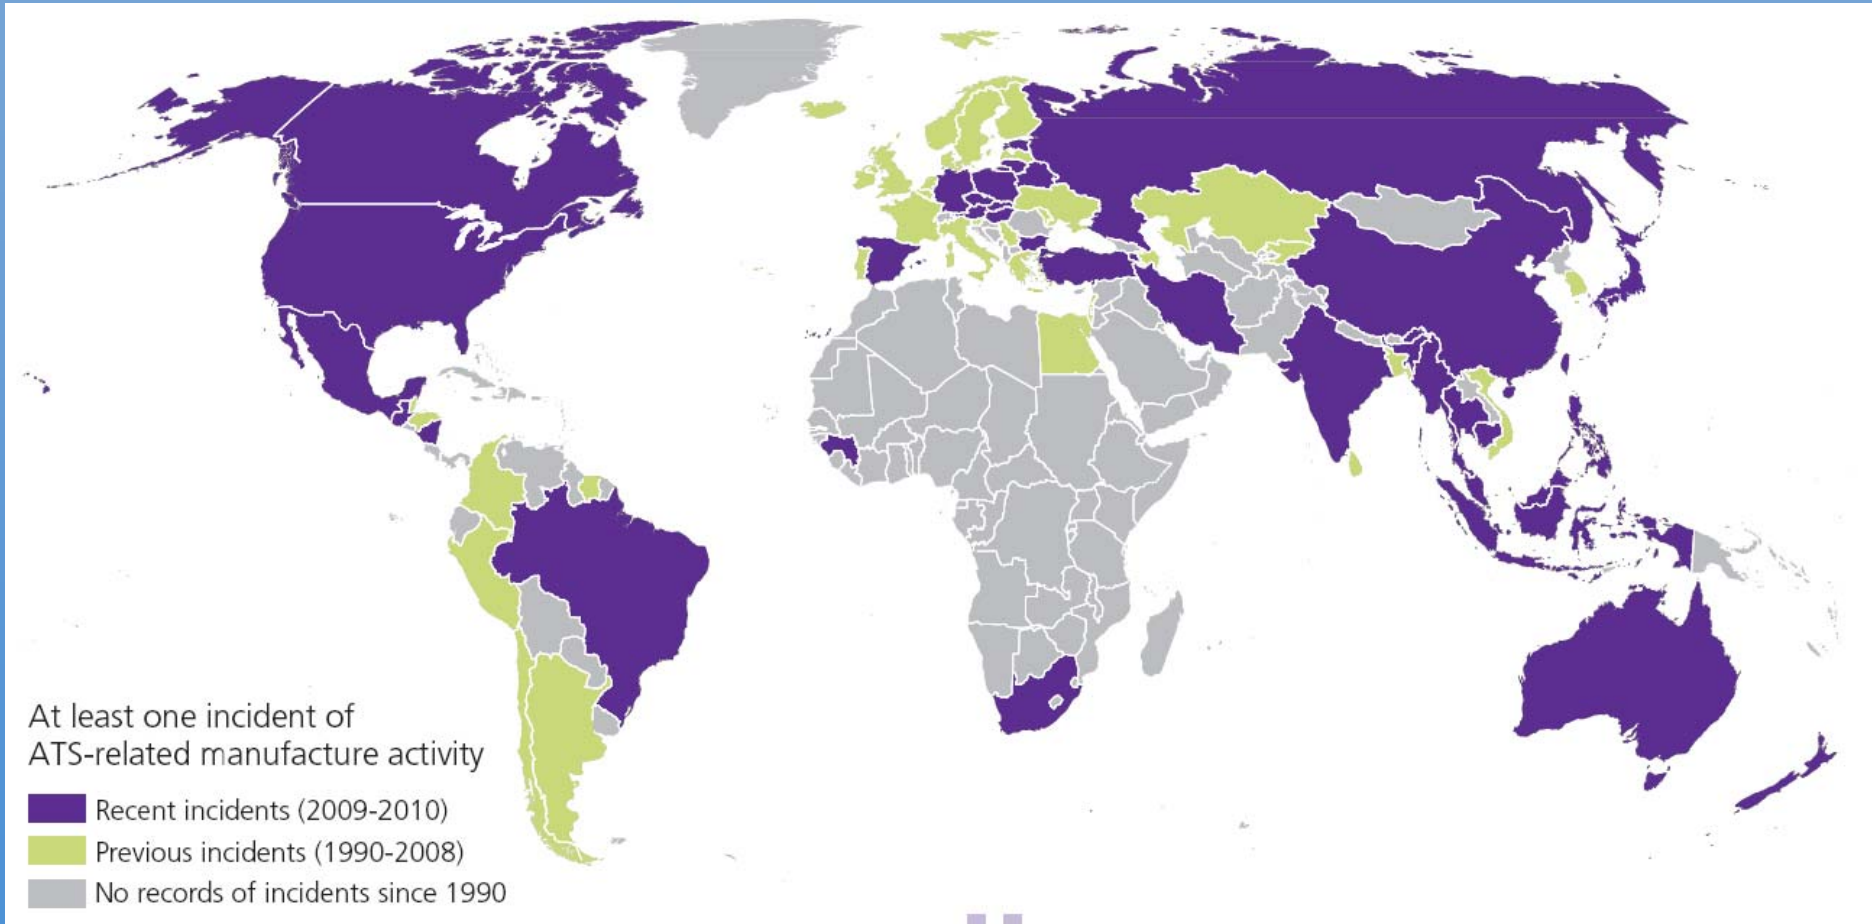 At least one incident of
ATS-related manufacture activity
Recent incidents (2009-2010)
Previous incidents (1990-2008)
No records of incidents since 1990